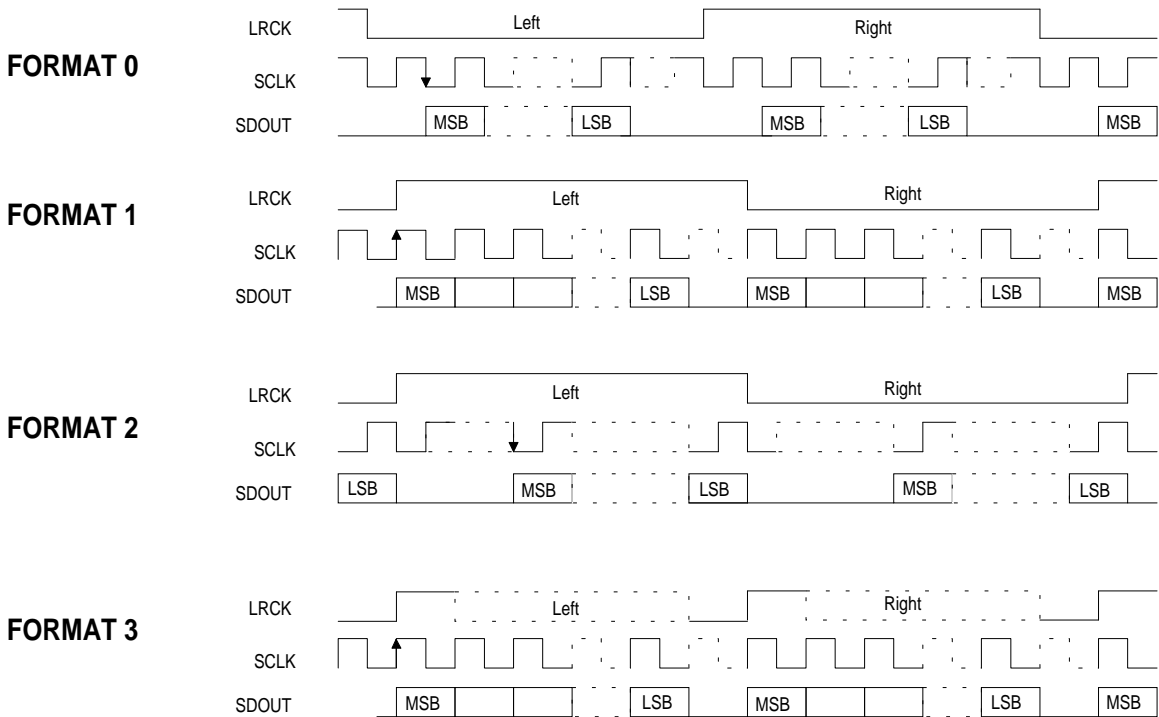 LRCK Left Right
FORMAT 0
SCLK
SDOUT MSB LSB MSB LSB MSB
LRCK Left Right
FORMAT 1
SCLK
SDOUT MSB LSB MSB LSB MSB
LRCK Left Right
FORMAT 2
SCLK
SDOUT LSB MSB LSB MSB LSB
LRCK Left Right
FORMAT 3
SCLK
SDOUT MSB LSB MSB LSB MSB